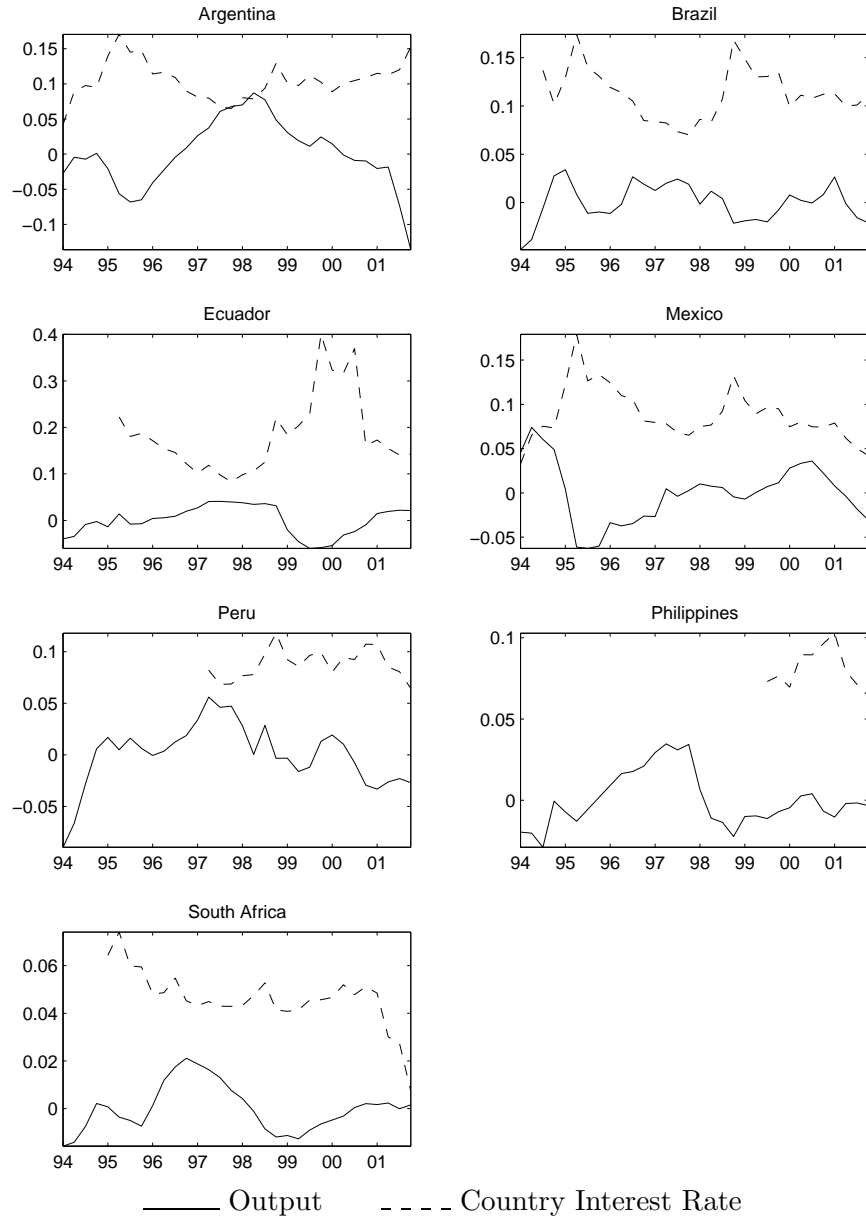 Argentina
0.15
0.1
0.05
0
−0.05
−0.1
94 95 96 97 98 99 00 01
Brazil
0.15
0.1
0.05
0
94 95 96 97 98 99 00 01
Ecuador
0.4
0.3
0.2
0.1
0
94 95 96 97 98 99 00 01
Mexico
0.15
0.1
0.05
0
−0.05
94 95 96 97 98 99 00 01
Peru
0.1
0.05
0
−0.05
94 95 96 97 98 99 00 01
Philippines
0.1
0.05
0
94 95 96 97 98 99 00 01
South Africa
0.06
0.04
0.02
0
94 95 96 97 98 99 00 01
Output Country Interest Rate